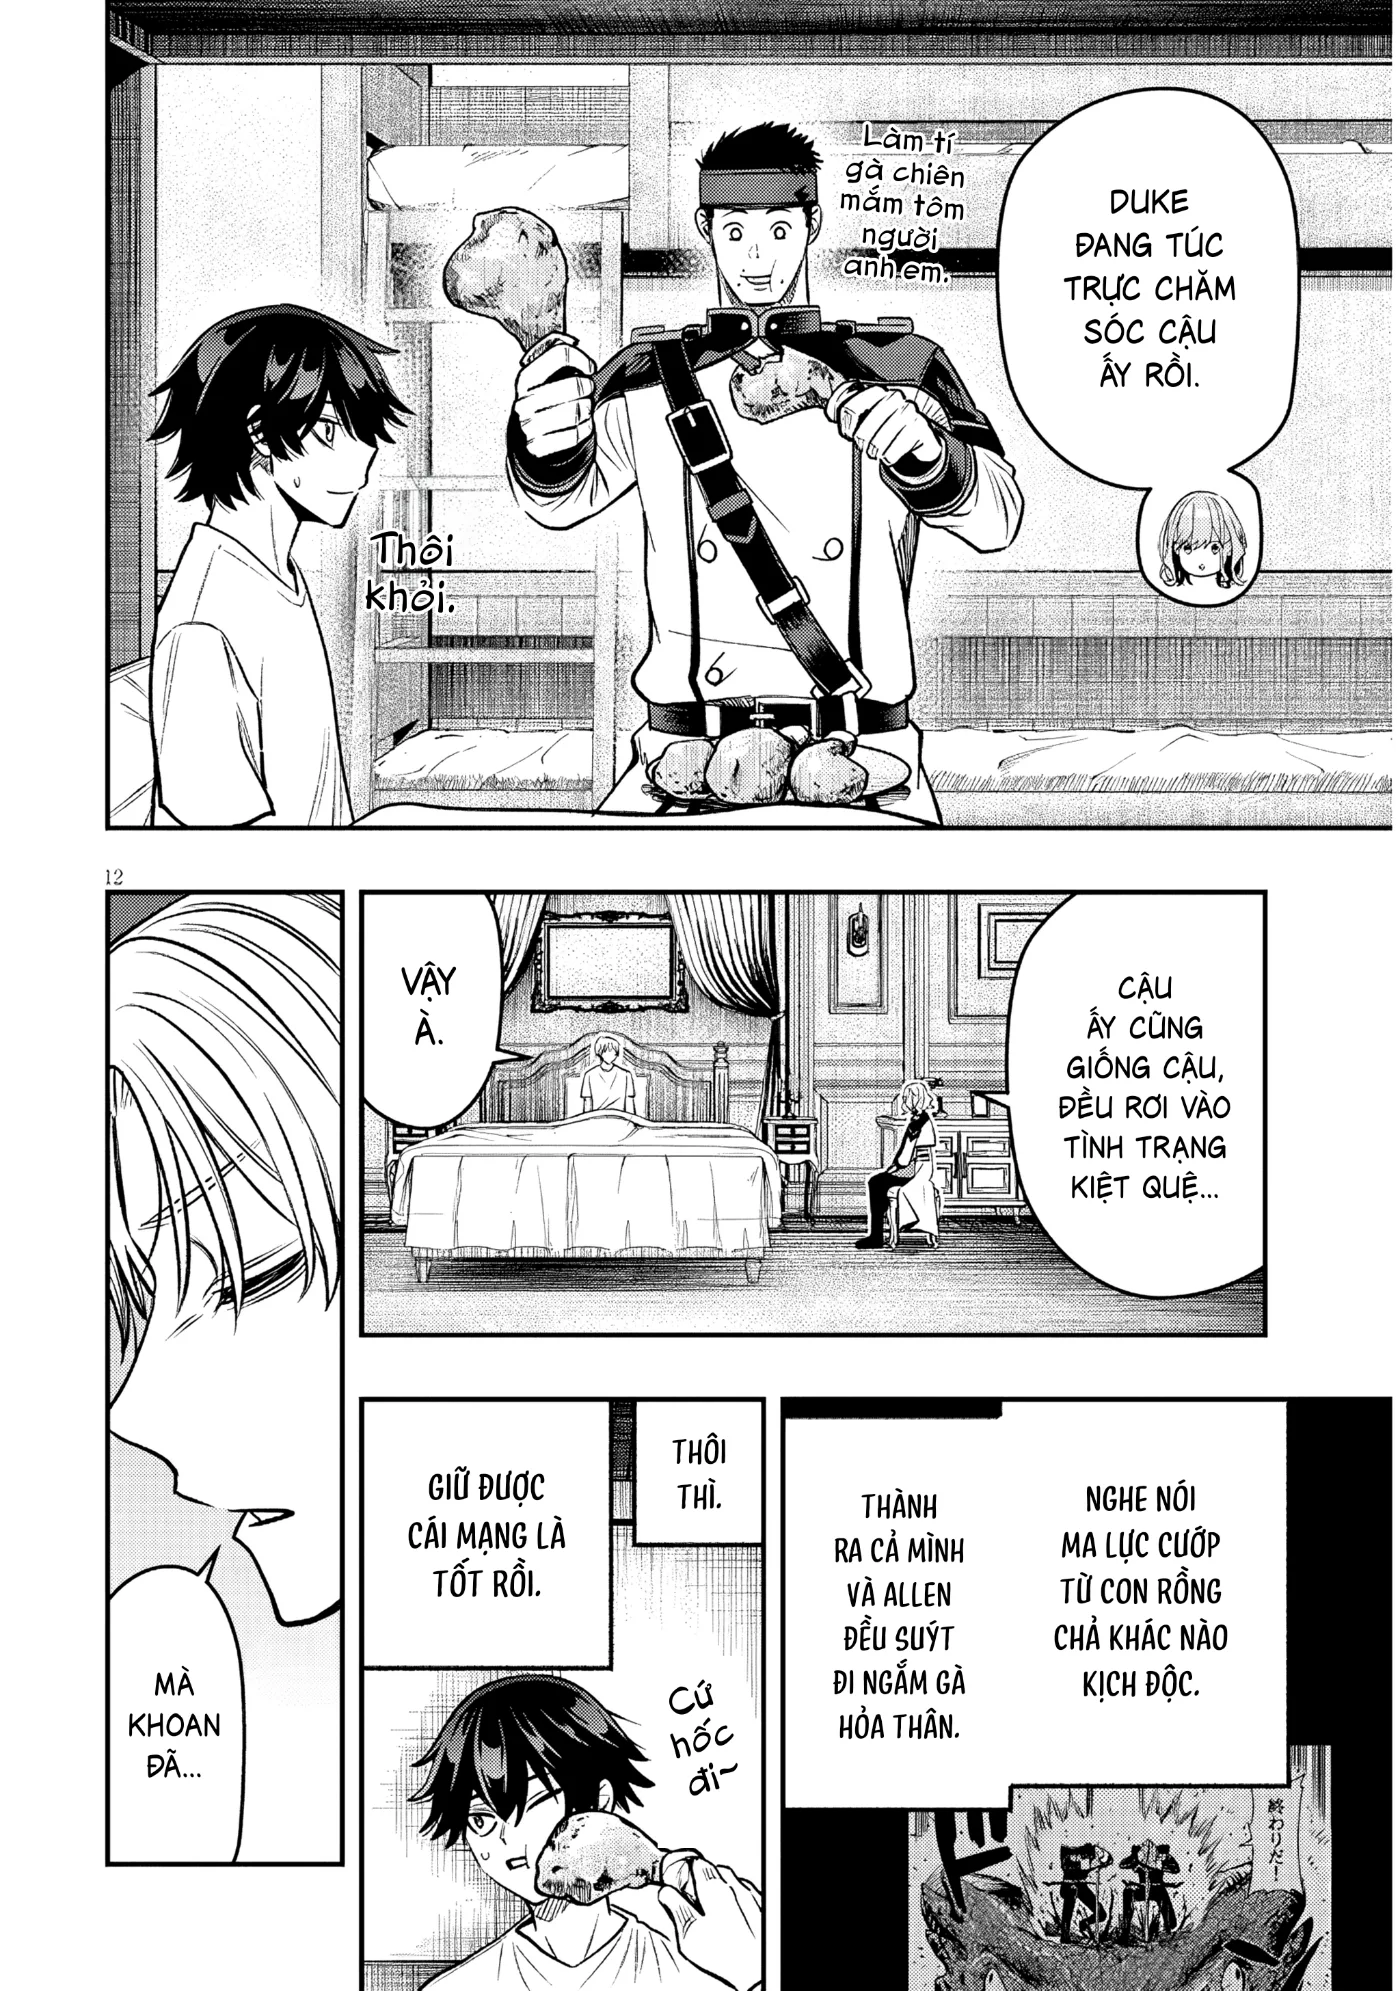 DUKE
ĐANG TÚC
TRỰC CHĂM
SÓC CẬU
ẤY RỒI.
Làm tí
gà chiên
mắm tôm
người
anh em.
Thôi
khỏi.
12
CẬU
ẤY CŨNG
GIỐNG CẬU,
ĐỀU RƠI VÀO
TÌNH TRẠNG
KIỆT QUỆ...
VẬY
À.
NGHE NÓI
MA LỰC CƯỚP
TỪ CON RỒNG
CHẢ KHÁC NÀO
KỊCH ĐỘC.
THÀNH
RA CẢ MÌNH
VÀ ALLEN
ĐỀU SUÝT
ĐI NGẮM GÀ
HỎA THÂN.
終わりだー!
THÔI
THÌ.
GIỮ ĐƯỢC
CÁI MẠNG LÀ
TỐT RỒI.
Cứ
hốc
đi~
MÀ
KHOAN
ĐÃ...